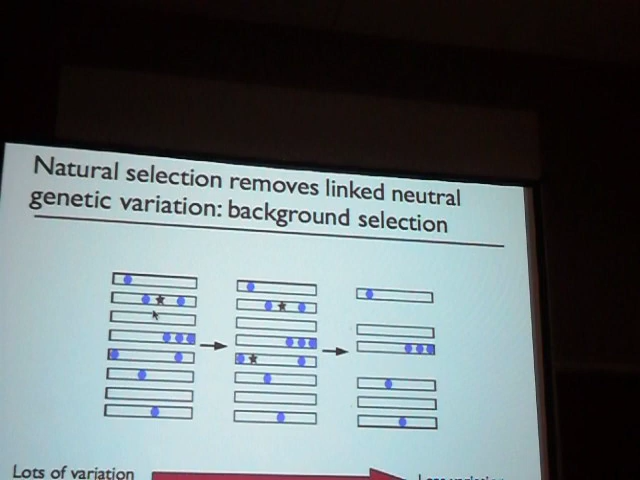 Natural selection removes linked neutral
genetic variation: background selection
Lots of variation